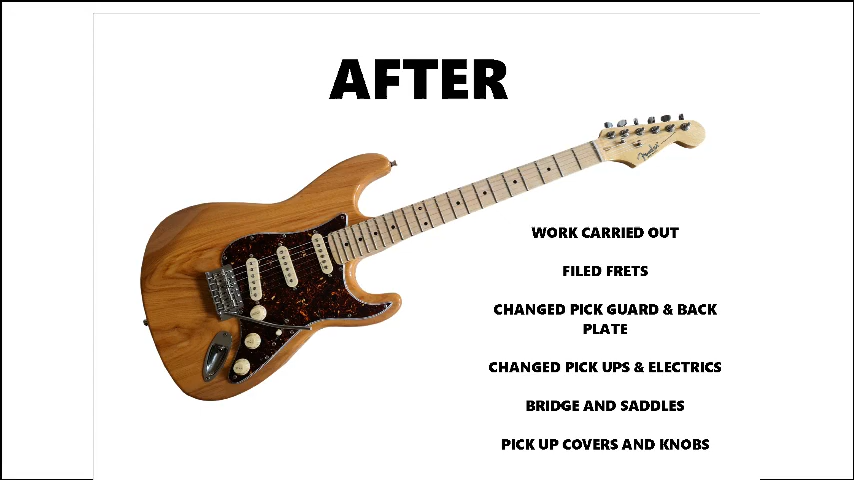 AFTER
Fender
WORK CARRIED OUT
FILED FRETS
CHANGED PICK GUARD & BACK
PLATE
CHANGED PICK UPS & ELECTRICS
BRIDGE AND SADDLES
PICK UP COVERS AND KNOBS